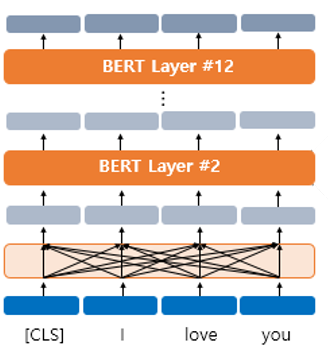 BERT Layer #12
BERT Layer #2
[CLS] I love you